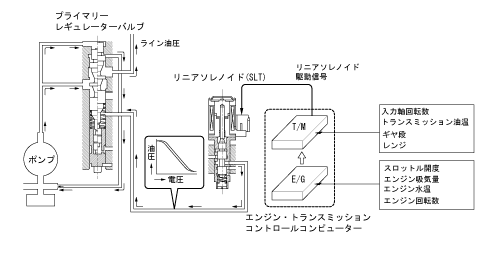 プライマリー
レギュレーターバルブ
ライン油圧
リニアソレノイド(SLT)
リニアソレノイド
駆動信号
入力軸回転数
トランスミッション油温
ギヤ段
レンジ
T/M
ポンプ
油圧
電圧
E/G
スロットル開度
エンジン吸気量
エンジン水温
エンジン回転数
エンジン・トランスミッション
コントロールコンピューター